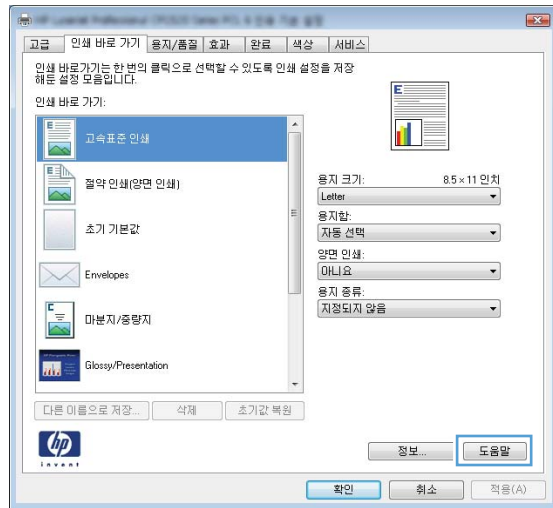 고급 인쇄 바로 가기 용지/품질 효과 완료 색상 서비스
인쇄 바로가기는 한 번의 클릭으로 선택할 수 있도록 인쇄 설정을 저장
해둔 설정 모음입니다.
인쇄 바로 가기:
고속표준 인쇄
절약 인쇄(양면 인쇄)
초기 기본값
Envelopes
마분지/중량지
Glossy/Presentation
용지 크기: 8.5 × 11 인치
Letter
용지함:
자동 선택
양면 인쇄:
아니요
용지 종류:
지정되지 않음
다른 이름으로 저장... 삭제 초기값 복원
hp
invent
정보... 도움말
확인 취소 적용(A)